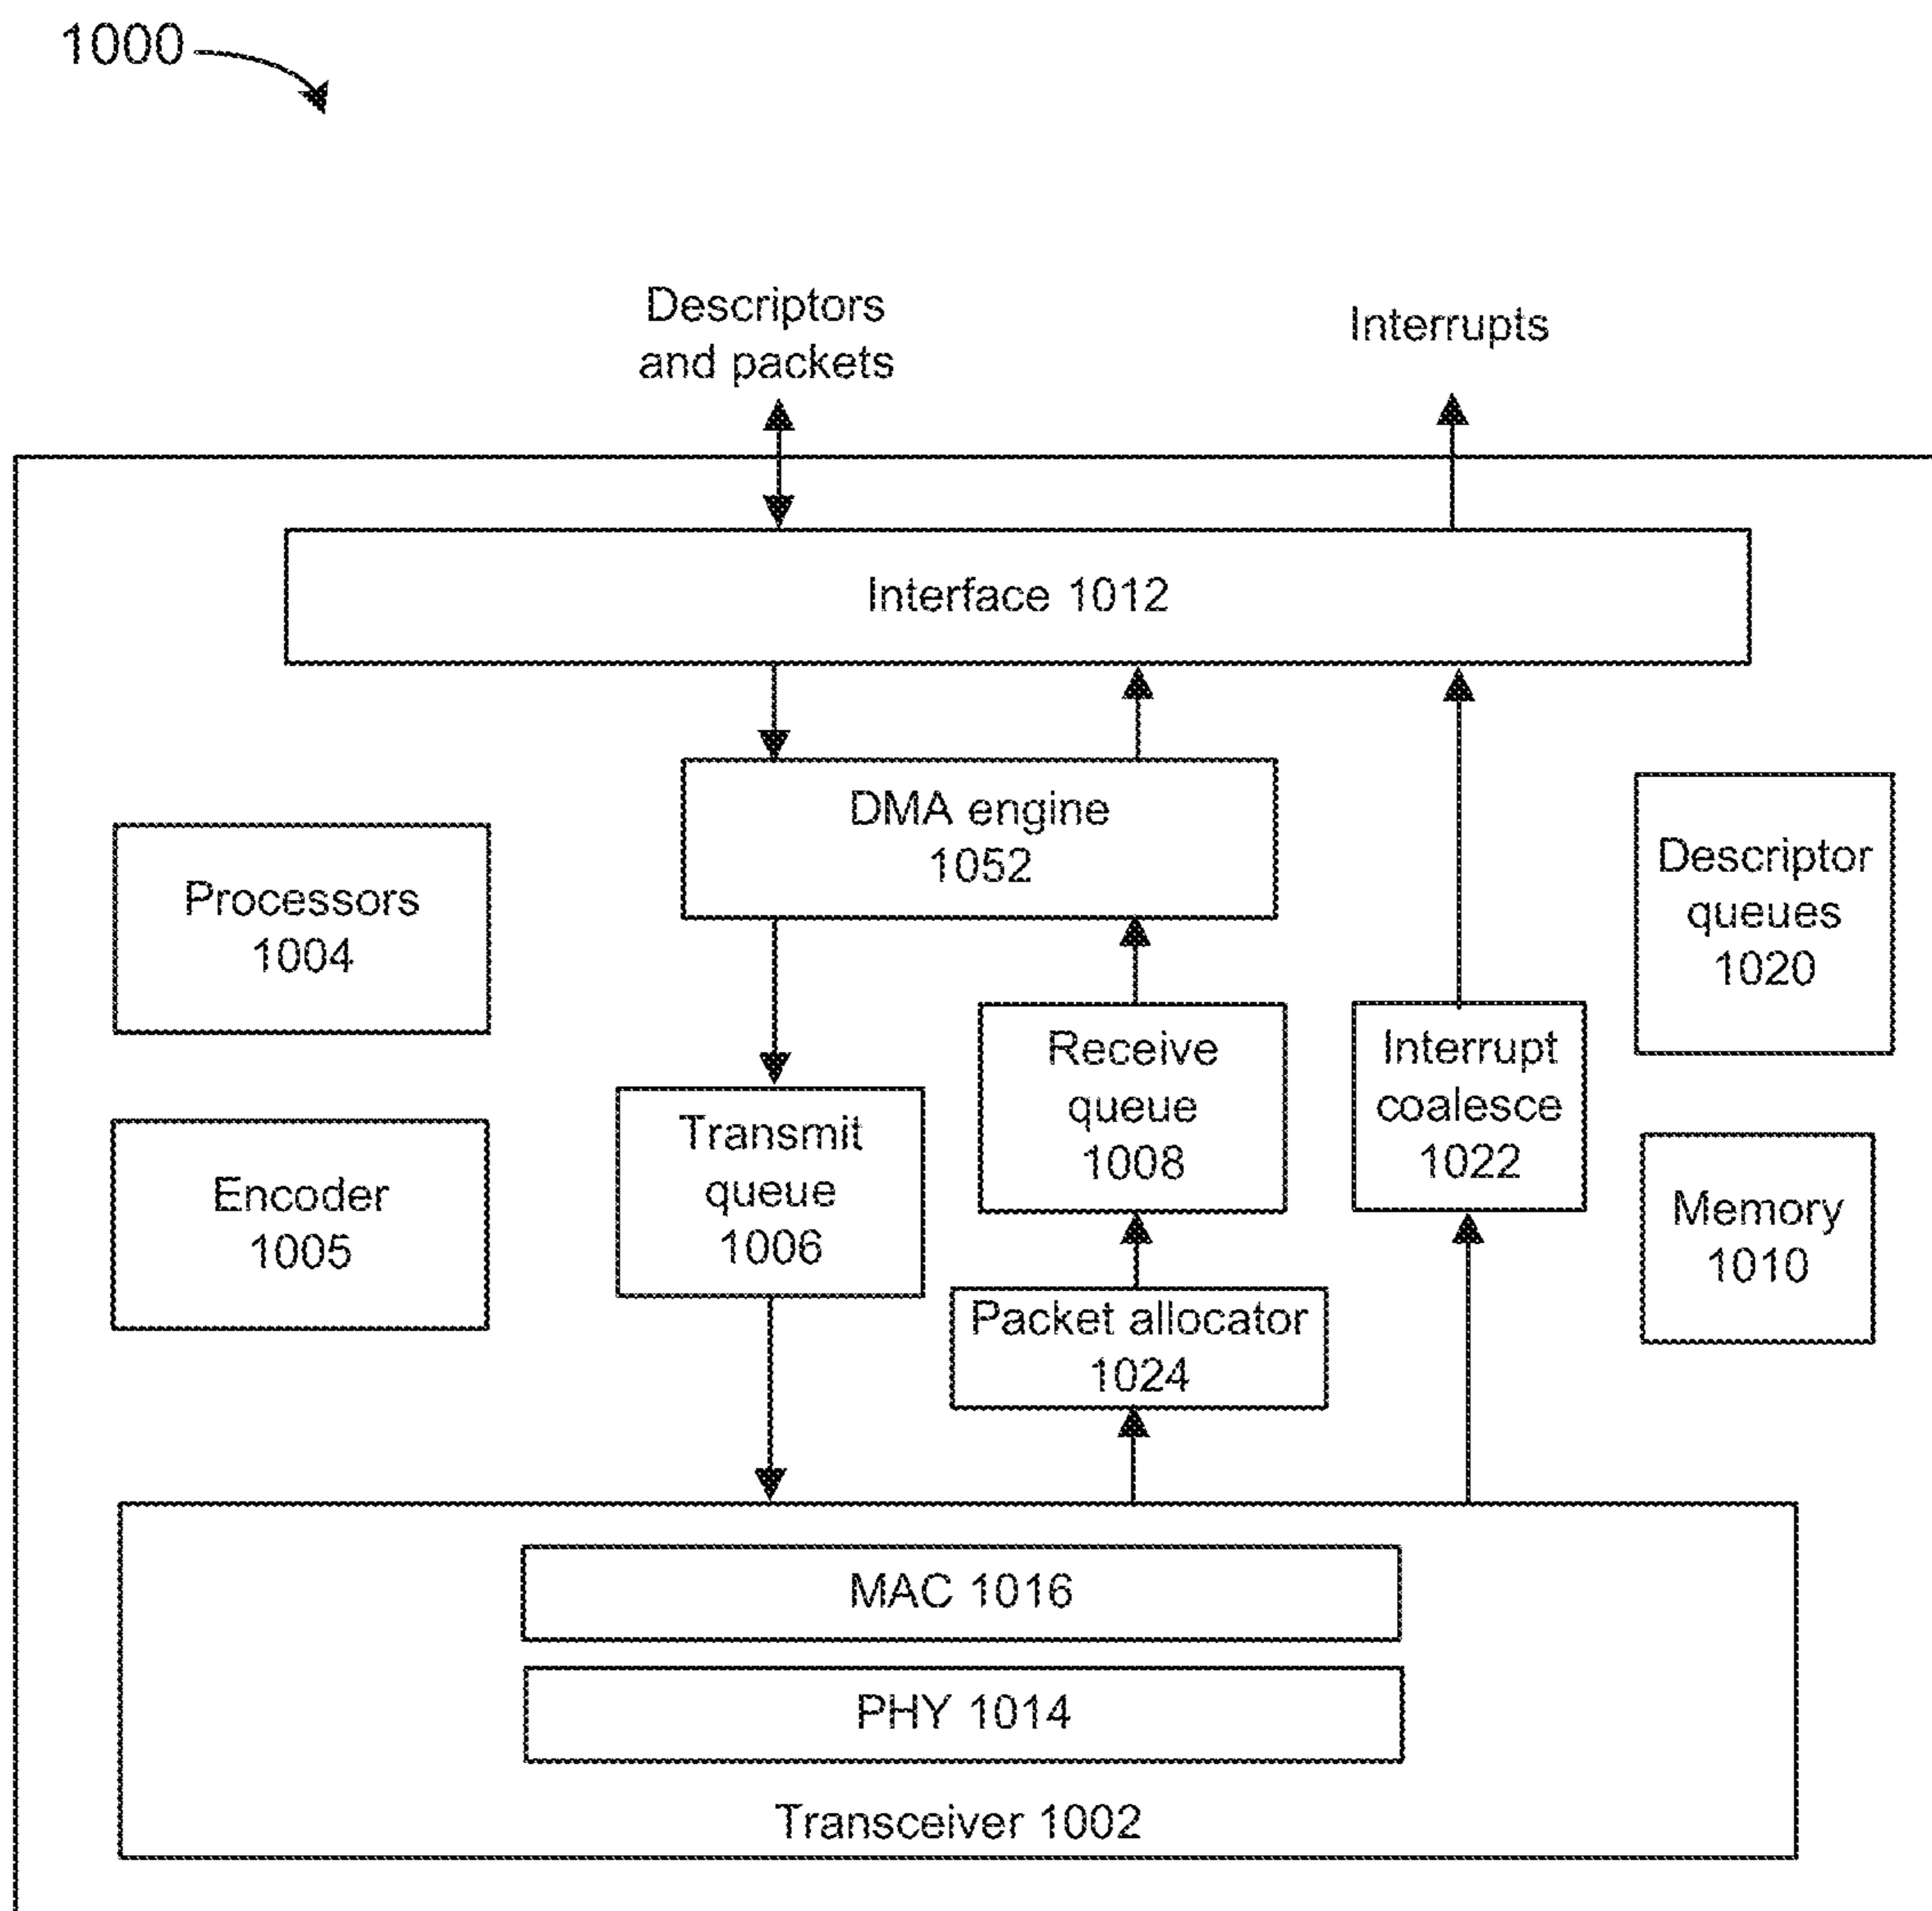 1000
Descriptors
and packets
Interrupts
Interface 1012
DMA engine
1052
Processors
1004
Descriptor
queues
1020
Receive
queue
1008
Interrupt
coalesce
1022
Transmit
queue
1006
Encoder
1005
Memory
1010
Packet allocator
1024
MAC 1016
PHY 1014
Transceiver 1002